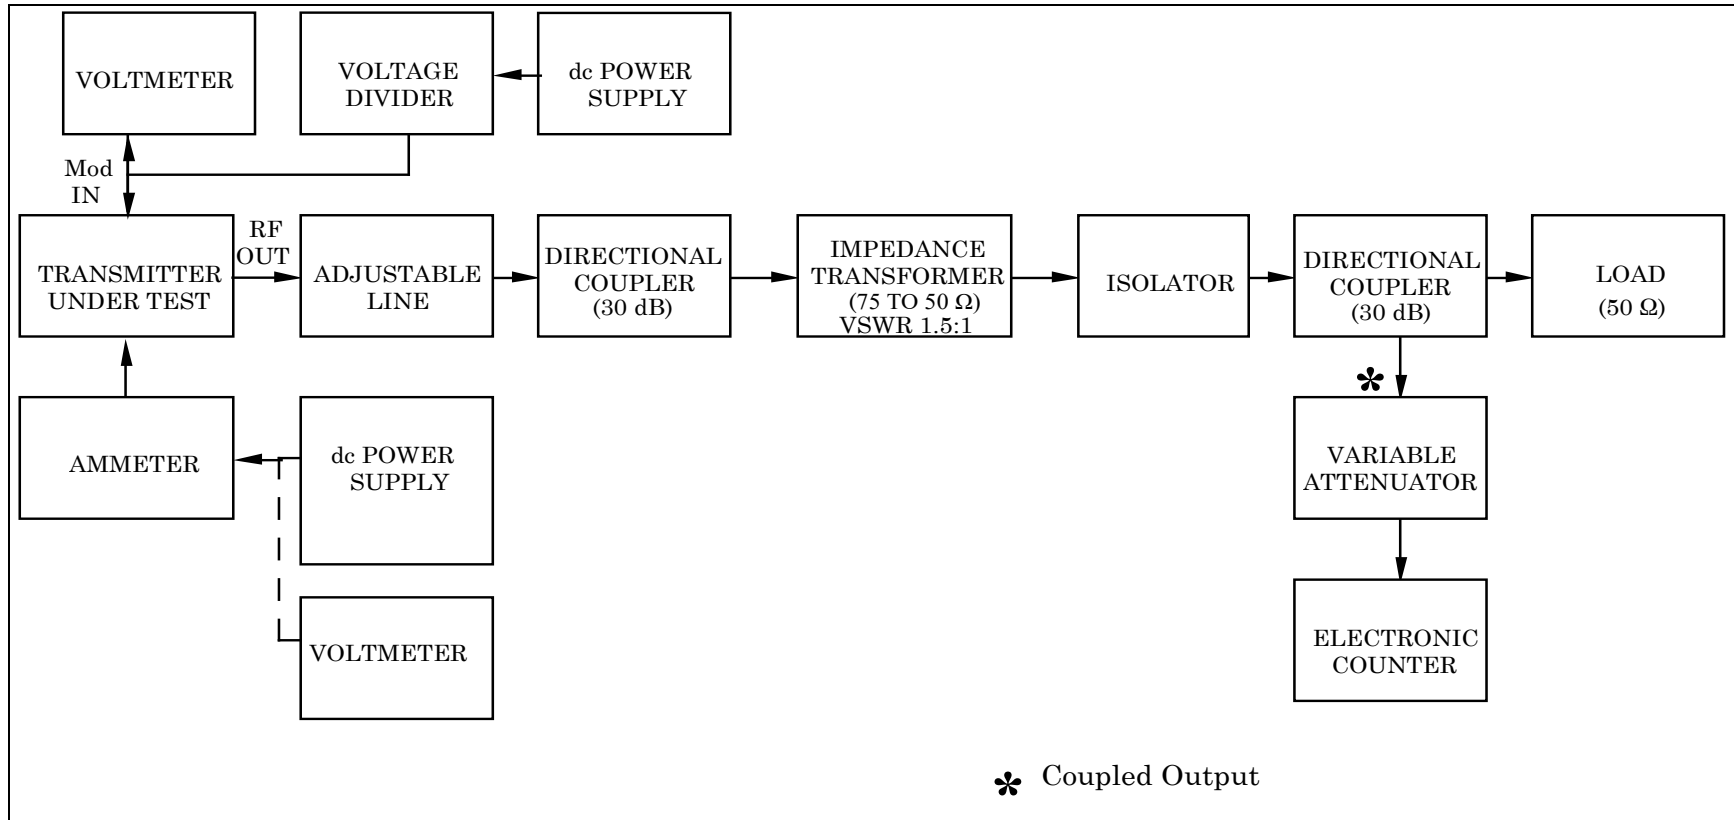 VOLTMETER
VOLTAGE
DIVIDER
dc POWER
SUPPLY
Mod
IN
RF
OUT
TRANSMITTER
UNDER TEST
ADJUSTABLE
LINE
DIRECTIONAL
COUPLER
(30 dB)
IMPEDANCE
TRANSFORMER
(75 TO 50 Ω)
VSWR 1.5:1
ISOLATOR
DIRECTIONAL
COUPLER
(30 dB)
LOAD
(50 Ω)
*
AMMETER
dc POWER
SUPPLY
VARIABLE
ATTENUATOR
VOLTMETER
ELECTRONIC
COUNTER
* Coupled Output